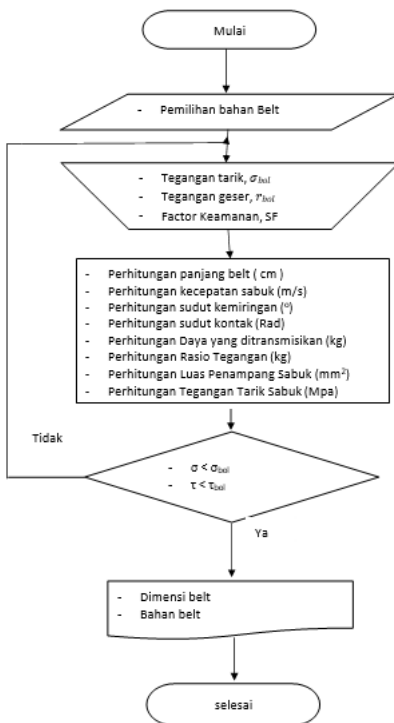 Mulai
- Pemilihan bahan Belt
- Tegangan tarik, σbol
- Tegangan geser, rbol
- Factor Keamanan, SF
- Perhitungan panjang belt ( cm )
- Perhitungan kecepatan sabuk (m/s)
- Perhitungan sudut kemiringan (°)
- Perhitungan sudut kontak (Rad)
- Perhitungan Daya yang ditransmisikan (kg)
- Perhitungan Rasio Tegangan (kg)
- Perhitungan Luas Penampang Sabuk (mm²)
- Perhitungan Tegangan Tarik Sabuk (Mpa)
Tidak
- σ < σbol
- τ < τbol
Ya
- Dimensi belt
- Bahan belt
selesai